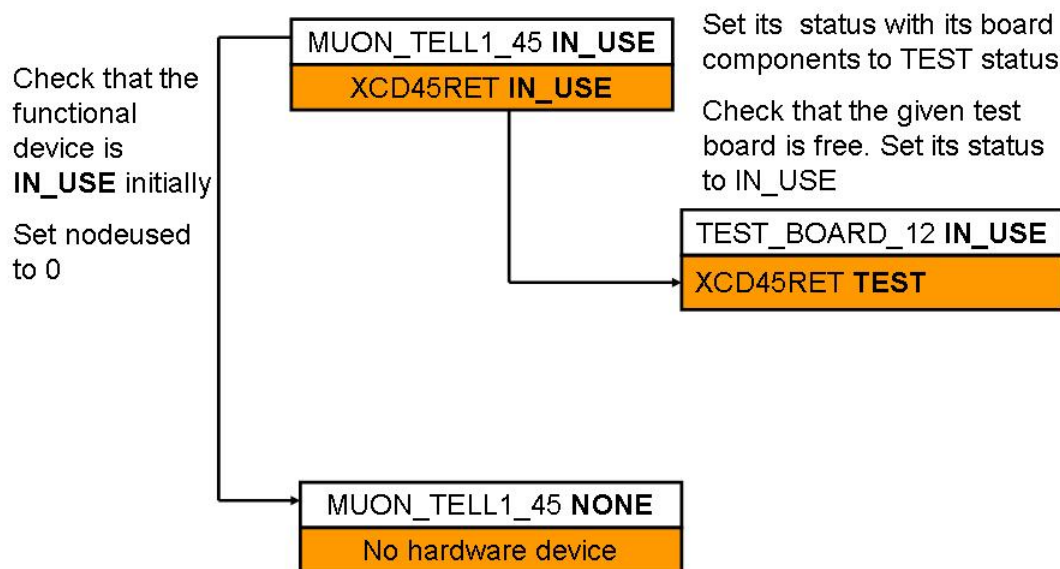 Check that the
functional
device is
IN_USE initially
Set nodeused
to 0
MUON_TELL1_45 IN_USE
XCD45RET IN_USE
Set its status with its board
components to TEST status
Check that the given test
board is free. Set its status
to IN_USE
TEST_BOARD_12 IN_USE
XCD45RET TEST
MUON_TELL1_45 NONE
No hardware device